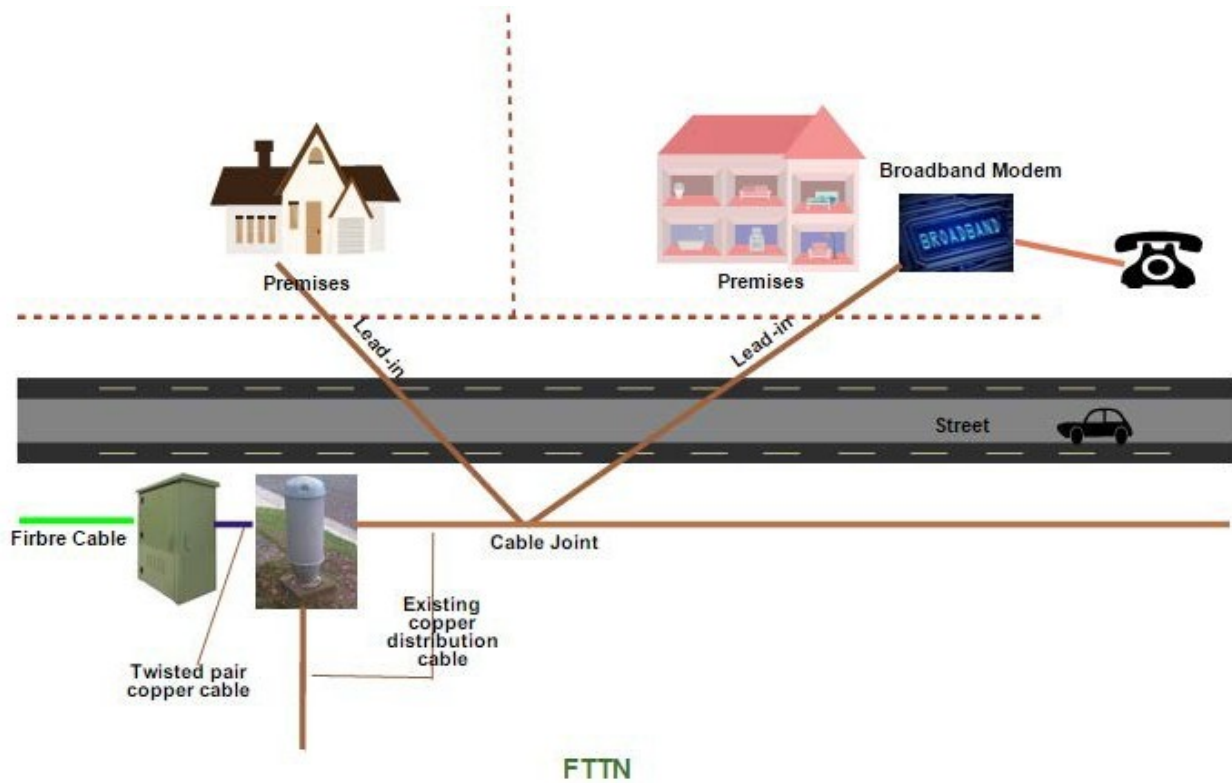 Broadband Modem
BROADBAND
Premises
Premises
Lead-in
Lead-in
Street
Firbre Cable
Cable Joint
Existing
copper
distribution
cable
Twisted pair
copper cable
FTTN